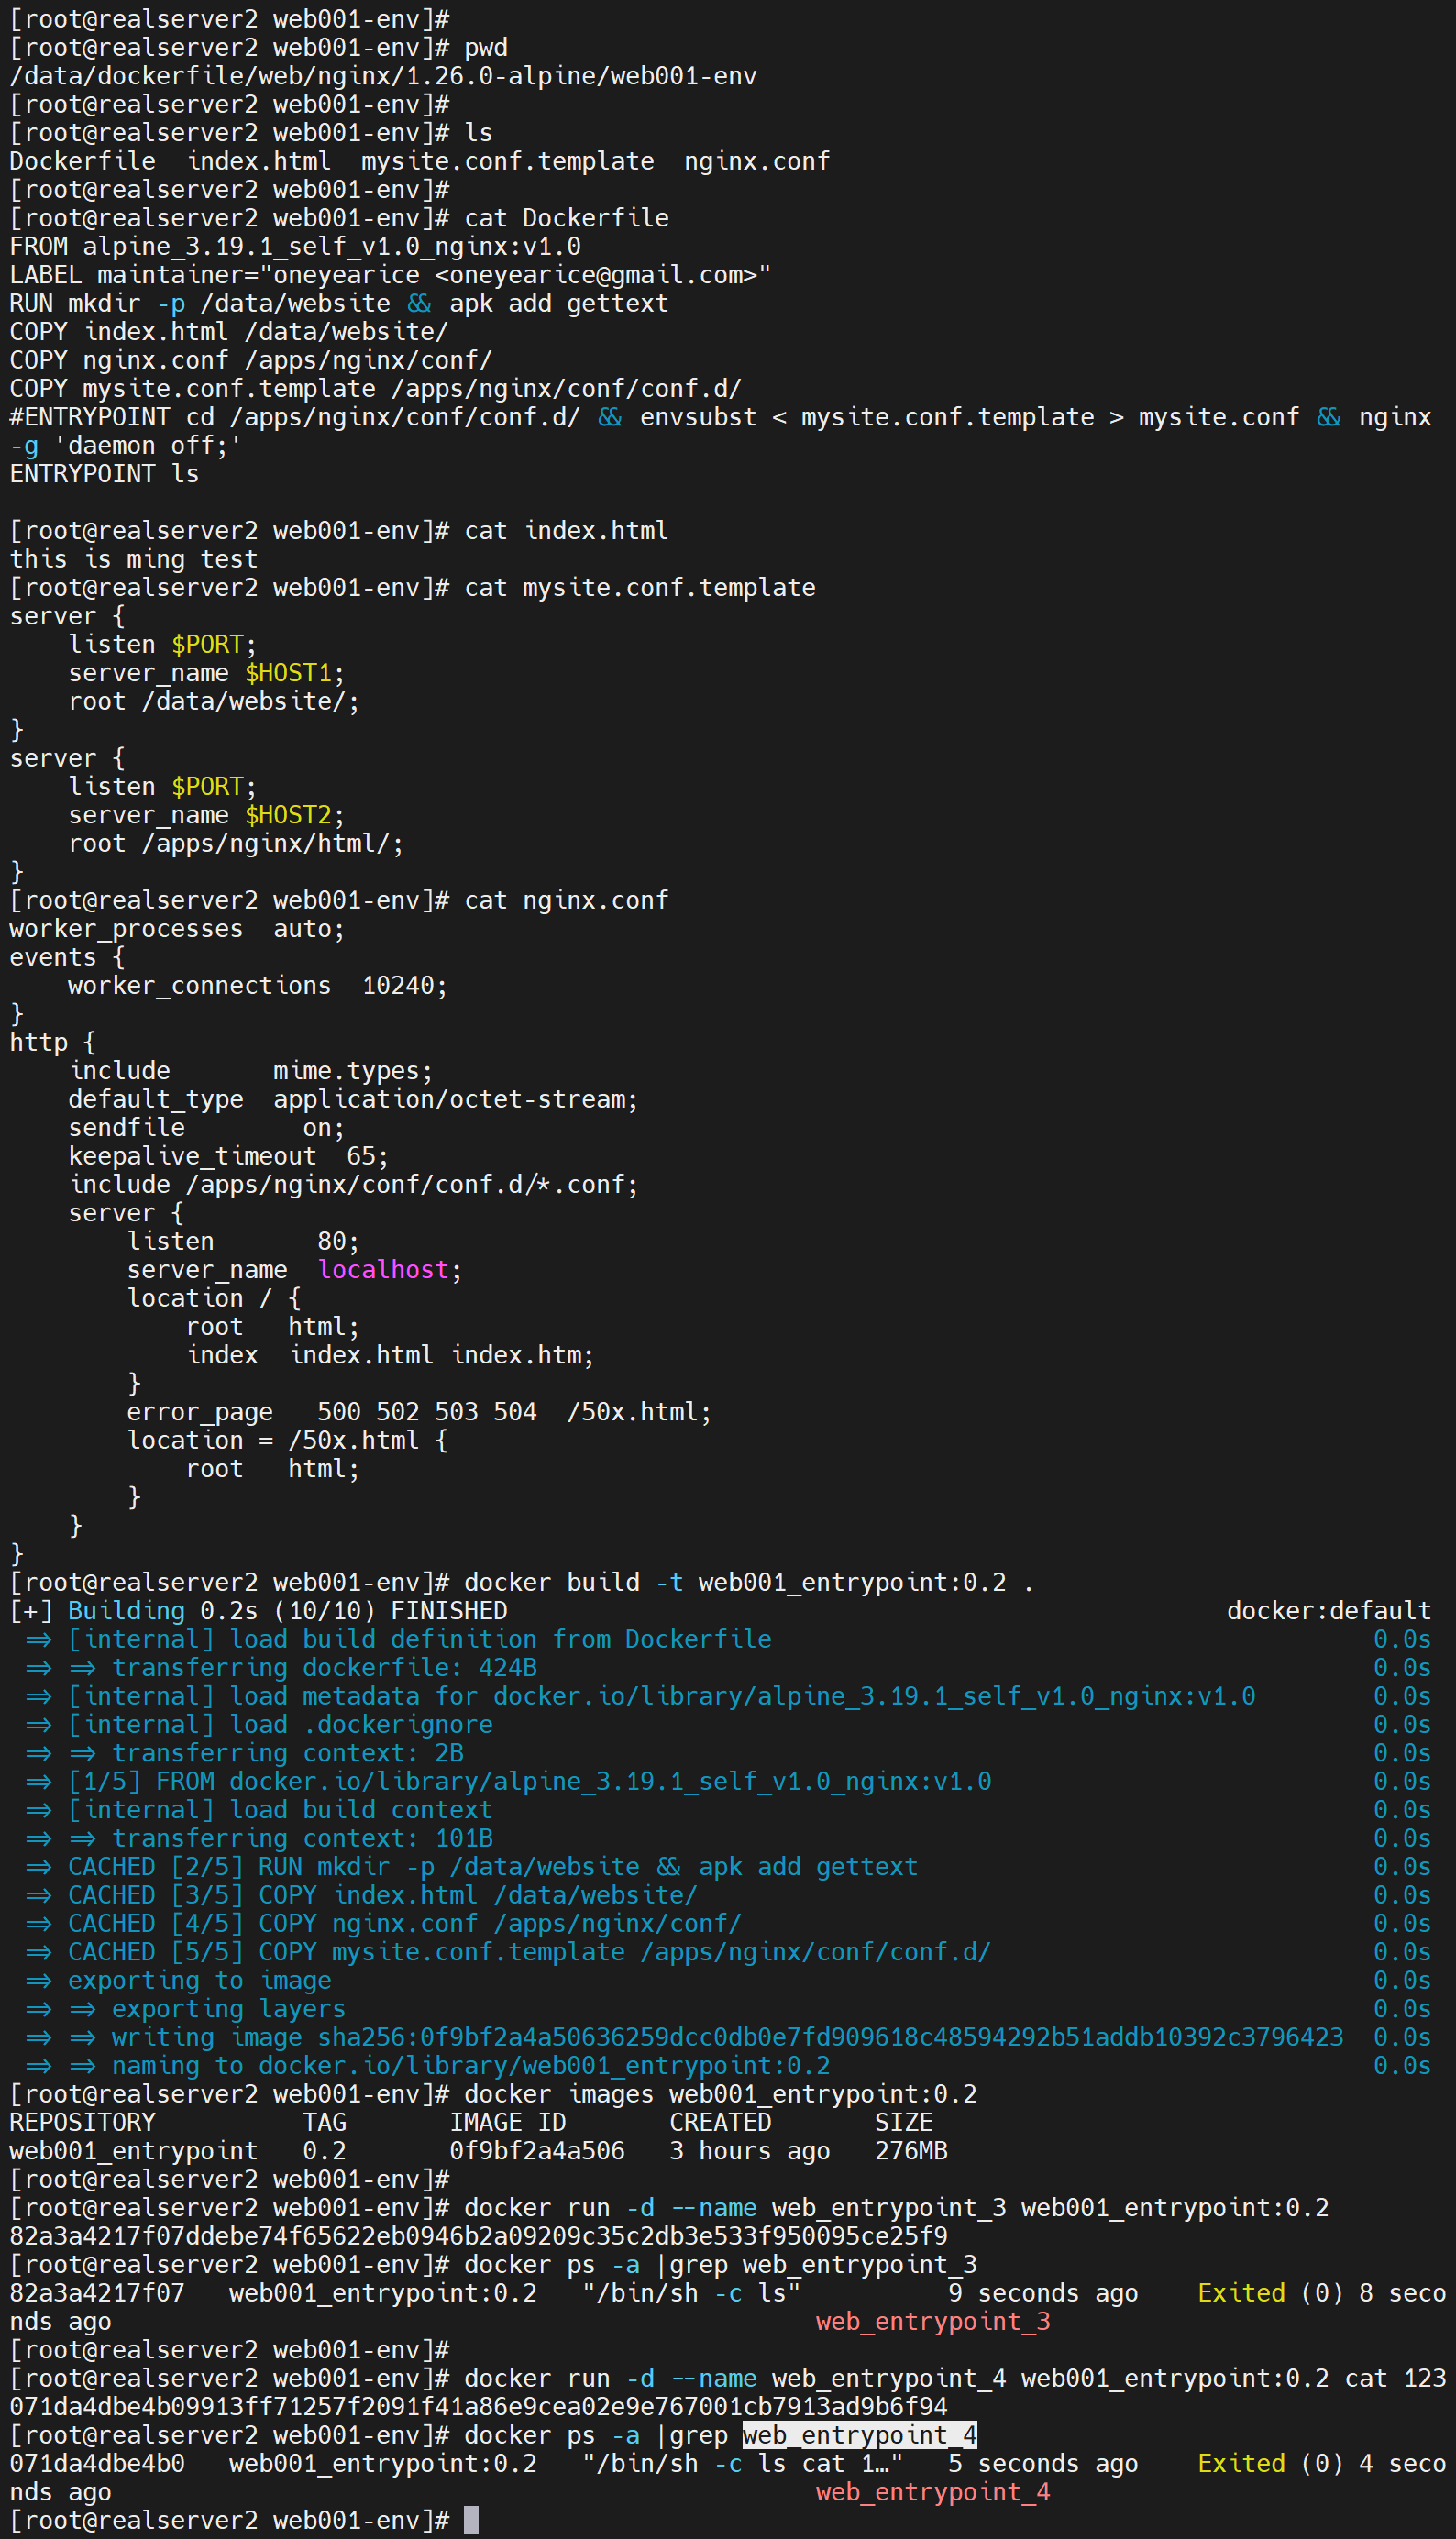 [root@realserver2 web001-env]#
[root@realserver2 web001-env]# pwd
/data/dockerfile/web/nginx/1.26.0-alpine/web001-env
[root@realserver2 web001-env]#
[root@realserver2 web001-env]# ls
Dockerfile  index.html  mysite.conf.template  nginx.conf
[root@realserver2 web001-env]#
[root@realserver2 web001-env]# cat Dockerfile
FROM alpine_3.19.1_self_v1.0_nginx:v1.0
LABEL maintainer="oneyearice <oneyearice@gmail.com>"
RUN mkdir -p /data/website && apk add gettext
COPY index.html /data/website/
COPY nginx.conf /apps/nginx/conf/
COPY mysite.conf.template /apps/nginx/conf/conf.d/
#ENTRYPOINT cd /apps/nginx/conf/conf.d/ && envsubst < mysite.conf.template > mysite.conf && nginx
-g 'daemon off;'
ENTRYPOINT ls

[root@realserver2 web001-env]# cat index.html
this is ming test
[root@realserver2 web001-env]# cat mysite.conf.template
server {
    listen $PORT;
    server_name $HOST1;
    root /data/website/;
}
server {
    listen $PORT;
    server_name $HOST2;
    root /apps/nginx/html/;
}
[root@realserver2 web001-env]# cat nginx.conf
worker_processes  auto;
events {
    worker_connections  10240;
}
http {
    include       mime.types;
    default_type  application/octet-stream;
    sendfile        on;
    keepalive_timeout  65;
    include /apps/nginx/conf/conf.d/*.conf;
    server {
        listen       80;
        server_name  localhost;
        location / {
            root   html;
            index  index.html index.htm;
        }
        error_page   500 502 503 504  /50x.html;
        location = /50x.html {
            root   html;
        }
    }
}
[root@realserver2 web001-env]# docker build -t web001_entrypoint:0.2 .
[+] Building 0.2s (10/10) FINISHED                                                 docker:default
 => [internal] load build definition from Dockerfile                                         0.0s
 => => transferring dockerfile: 424B                                                         0.0s
 => [internal] load metadata for docker.io/library/alpine_3.19.1_self_v1.0_nginx:v1.0        0.0s
 => [internal] load .dockerignore                                                            0.0s
 => => transferring context: 2B                                                              0.0s
 => [1/5] FROM docker.io/library/alpine_3.19.1_self_v1.0_nginx:v1.0                          0.0s
 => [internal] load build context                                                            0.0s
 => => transferring context: 101B                                                            0.0s
 => CACHED [2/5] RUN mkdir -p /data/website && apk add gettext                               0.0s
 => CACHED [3/5] COPY index.html /data/website/                                              0.0s
 => CACHED [4/5] COPY nginx.conf /apps/nginx/conf/                                           0.0s
 => CACHED [5/5] COPY mysite.conf.template /apps/nginx/conf/conf.d/                          0.0s
 => exporting to image                                                                       0.0s
 => => exporting layers                                                                      0.0s
 => => writing image sha256:0f9bf2a4a50636259dcc0db0e7fd909618c48594292b51addb10392c3796423  0.0s
 => => naming to docker.io/library/web001_entrypoint:0.2                                     0.0s
[root@realserver2 web001-env]# docker images web001_entrypoint:0.2
REPOSITORY          TAG       IMAGE ID       CREATED       SIZE
web001_entrypoint   0.2       0f9bf2a4a506   3 hours ago   276MB
[root@realserver2 web001-env]#
[root@realserver2 web001-env]# docker run -d --name web_entrypoint_3 web001_entrypoint:0.2
82a3a4217f07ddebe74f65622eb0946b2a09209c35c2db3e533f950095ce25f9
[root@realserver2 web001-env]# docker ps -a |grep web_entrypoint_3
82a3a4217f07   web001_entrypoint:0.2   "/bin/sh -c ls"          9 seconds ago    Exited (0) 8 seco
nds ago                                                web_entrypoint_3
[root@realserver2 web001-env]#
[root@realserver2 web001-env]# docker run -d --name web_entrypoint_4 web001_entrypoint:0.2 cat 123
071da4dbe4b09913ff71257f2091f41a86e9cea02e9e767001cb7913ad9b6f94
[root@realserver2 web001-env]# docker ps -a |grep web_entrypoint_4
071da4dbe4b0   web001_entrypoint:0.2   "/bin/sh -c ls cat 1…"   5 seconds ago    Exited (0) 4 seco
nds ago                                                web_entrypoint_4
[root@realserver2 web001-env]#